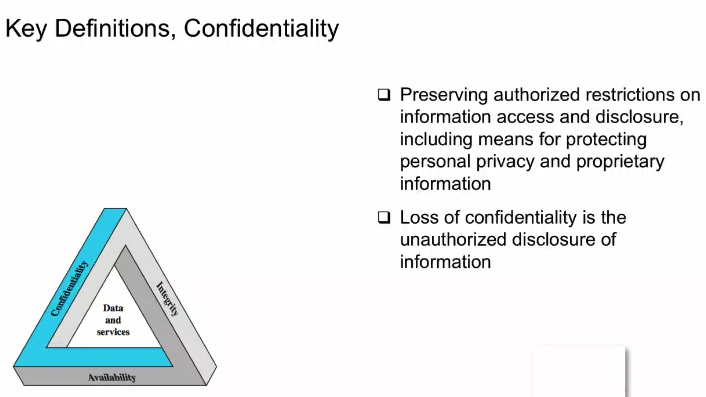 Key Definitions, Confidentiality
❑ Preserving authorized restrictions on
information access and disclosure,
including means for protecting
personal privacy and proprietary
information
❑ Loss of confidentiality is the
unauthorized disclosure of
information
Confidentiality
Integrity
Data
and
services
Availability